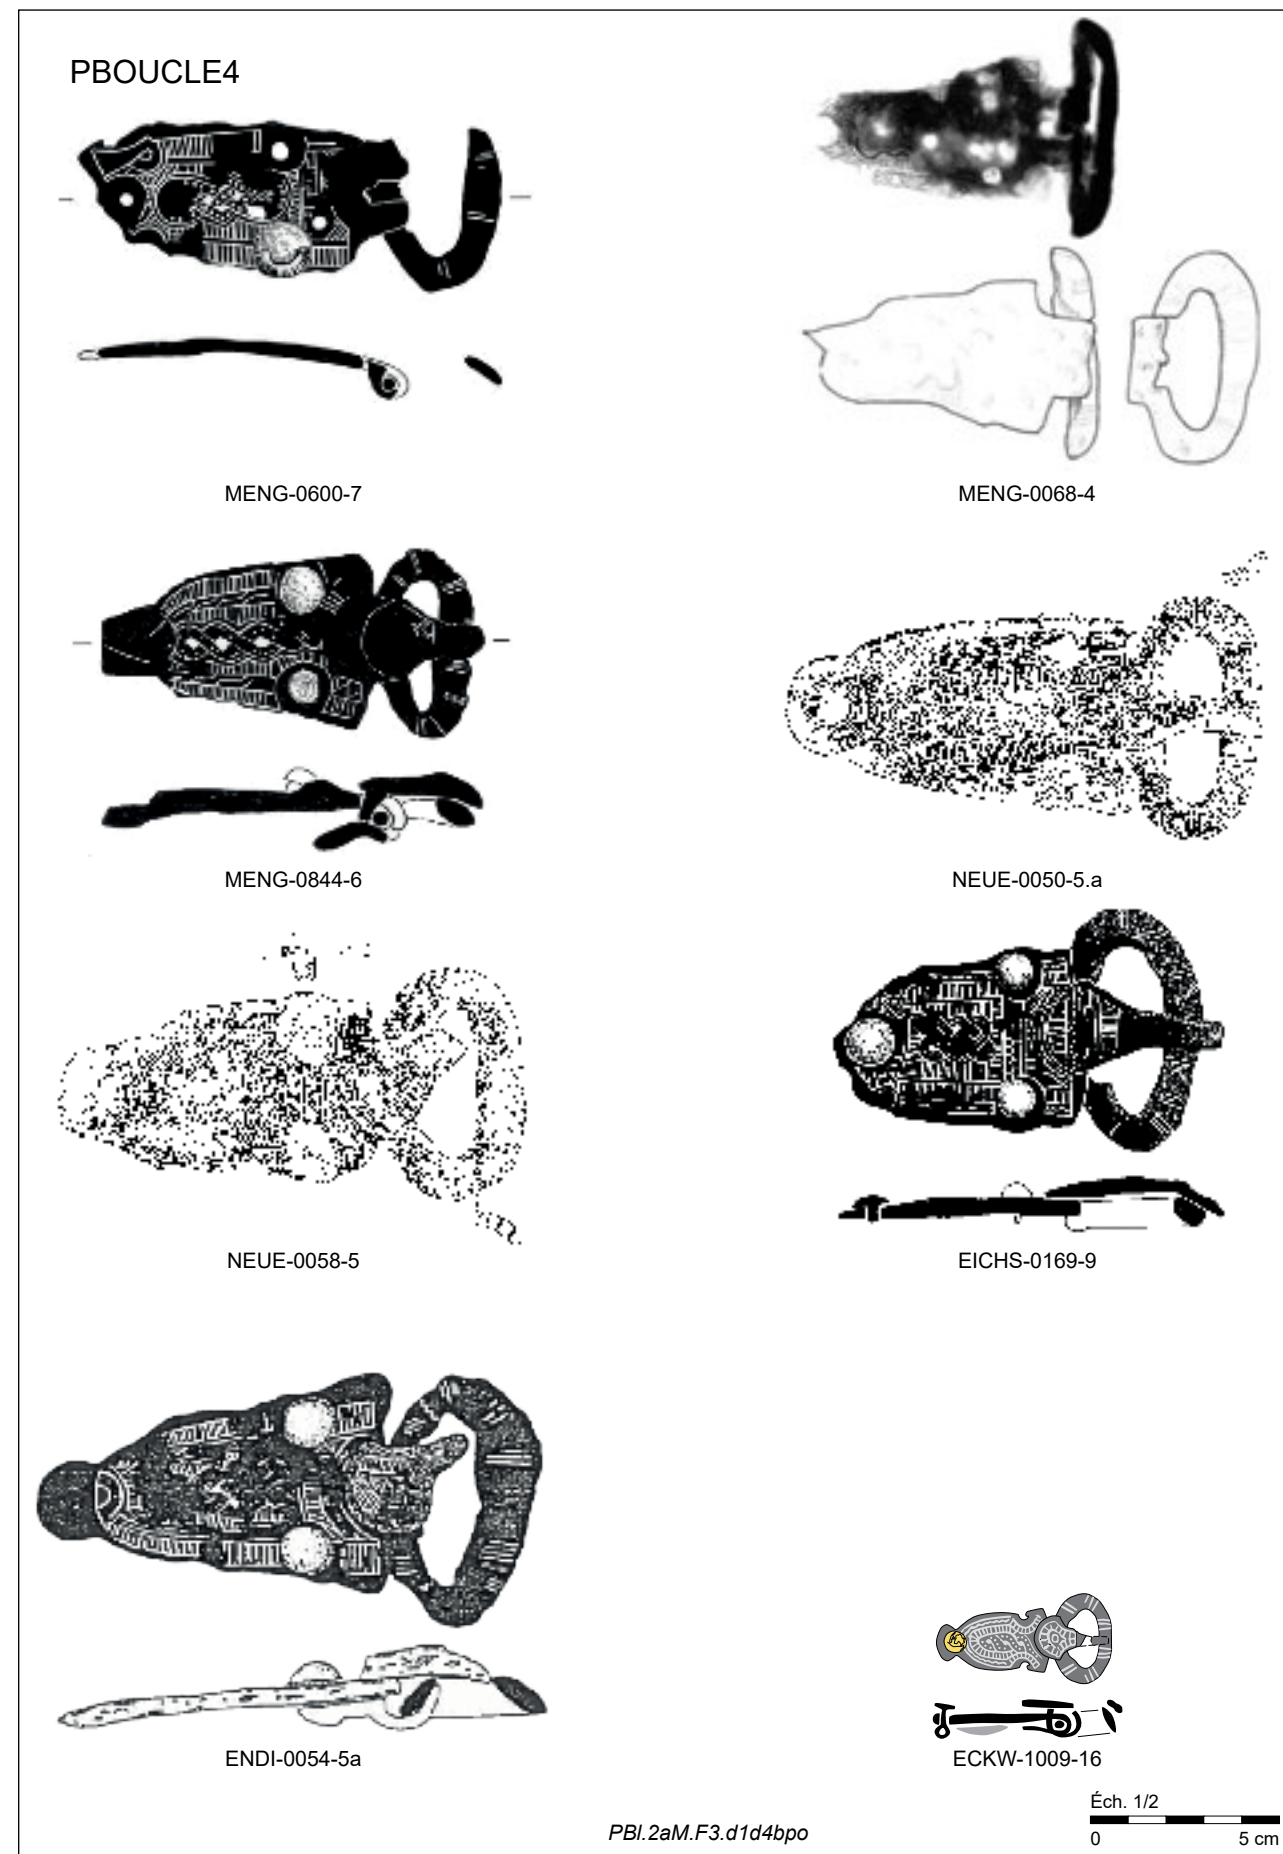 PBOUCLE4
MENG-0600-7
MENG-0068-4
MENG-0844-6
NEUE-0050-5.a
NEUE-0058-5
EICHS-0169-9
ENDI-0054-5a
ECKW-1009-16
Éch. 1/2
0 5 cm
PBl.2aM.F3.d1d4bpo